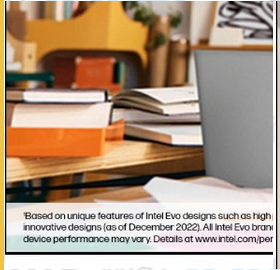 ¹Based on unique features of Intel Evo designs such as high
innovative designs (as of December 2022). All Intel Evo bran
device performance may vary. Details at www.intel.com/per